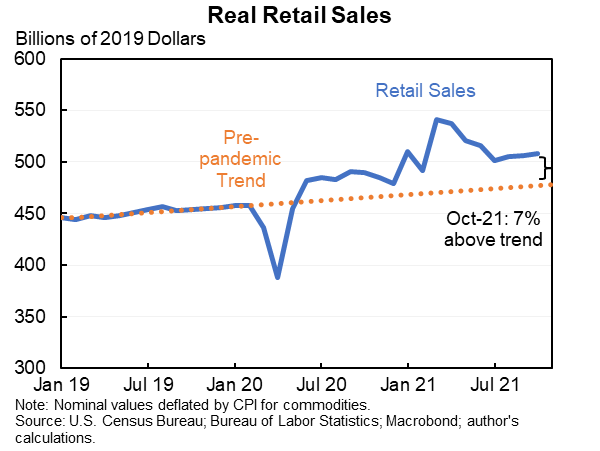 Real Retail Sales
Billions of 2019 Dollars
600
550
500
450
400
350
300
Retail Sales
Pre-
pandemic
Trend
Oct-21: 7%
above trend
Jan 19
Jul 19
Jan 20
Jul 20
Jan 21
Jul 21
Note: Nominal values deflated by CPI for commodities.
Source: U.S. Census Bureau; Bureau of Labor Statistics; Macrobond; author's
calculations.